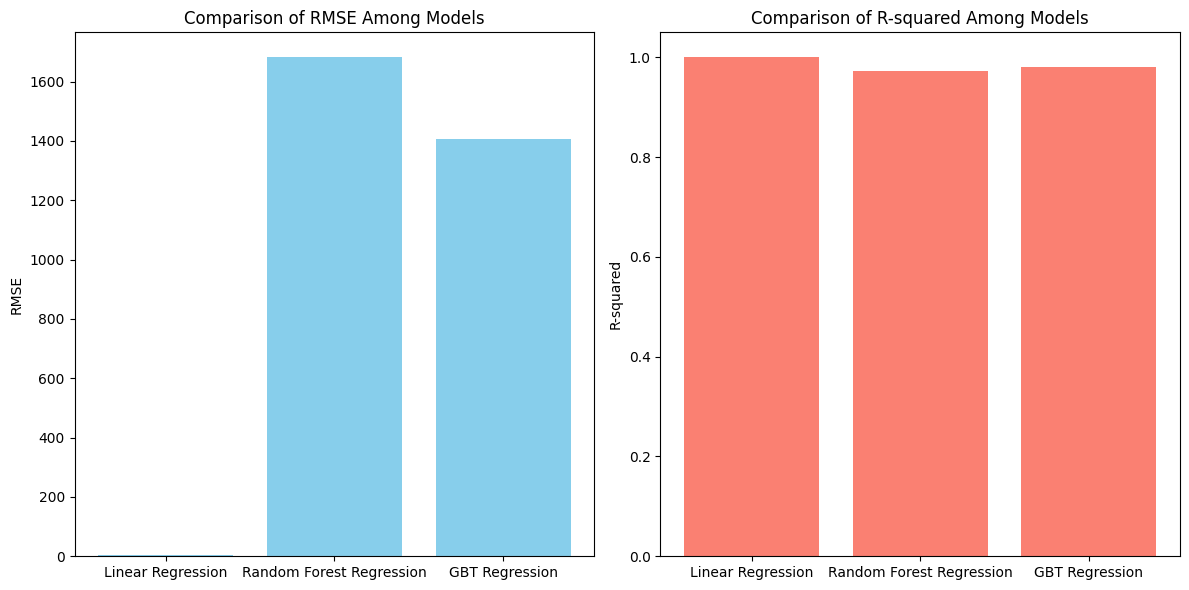 Comparison of RMSE Among Models
RMSE
1600
1400
1200
1000
800
600
400
200
0
Linear Regression
Random Forest Regression
GBT Regression
Comparison of R-squared Among Models
R-squared
1.0
0.8
0.6
0.4
0.2
0.0
Linear Regression
Random Forest Regression
GBT Regression